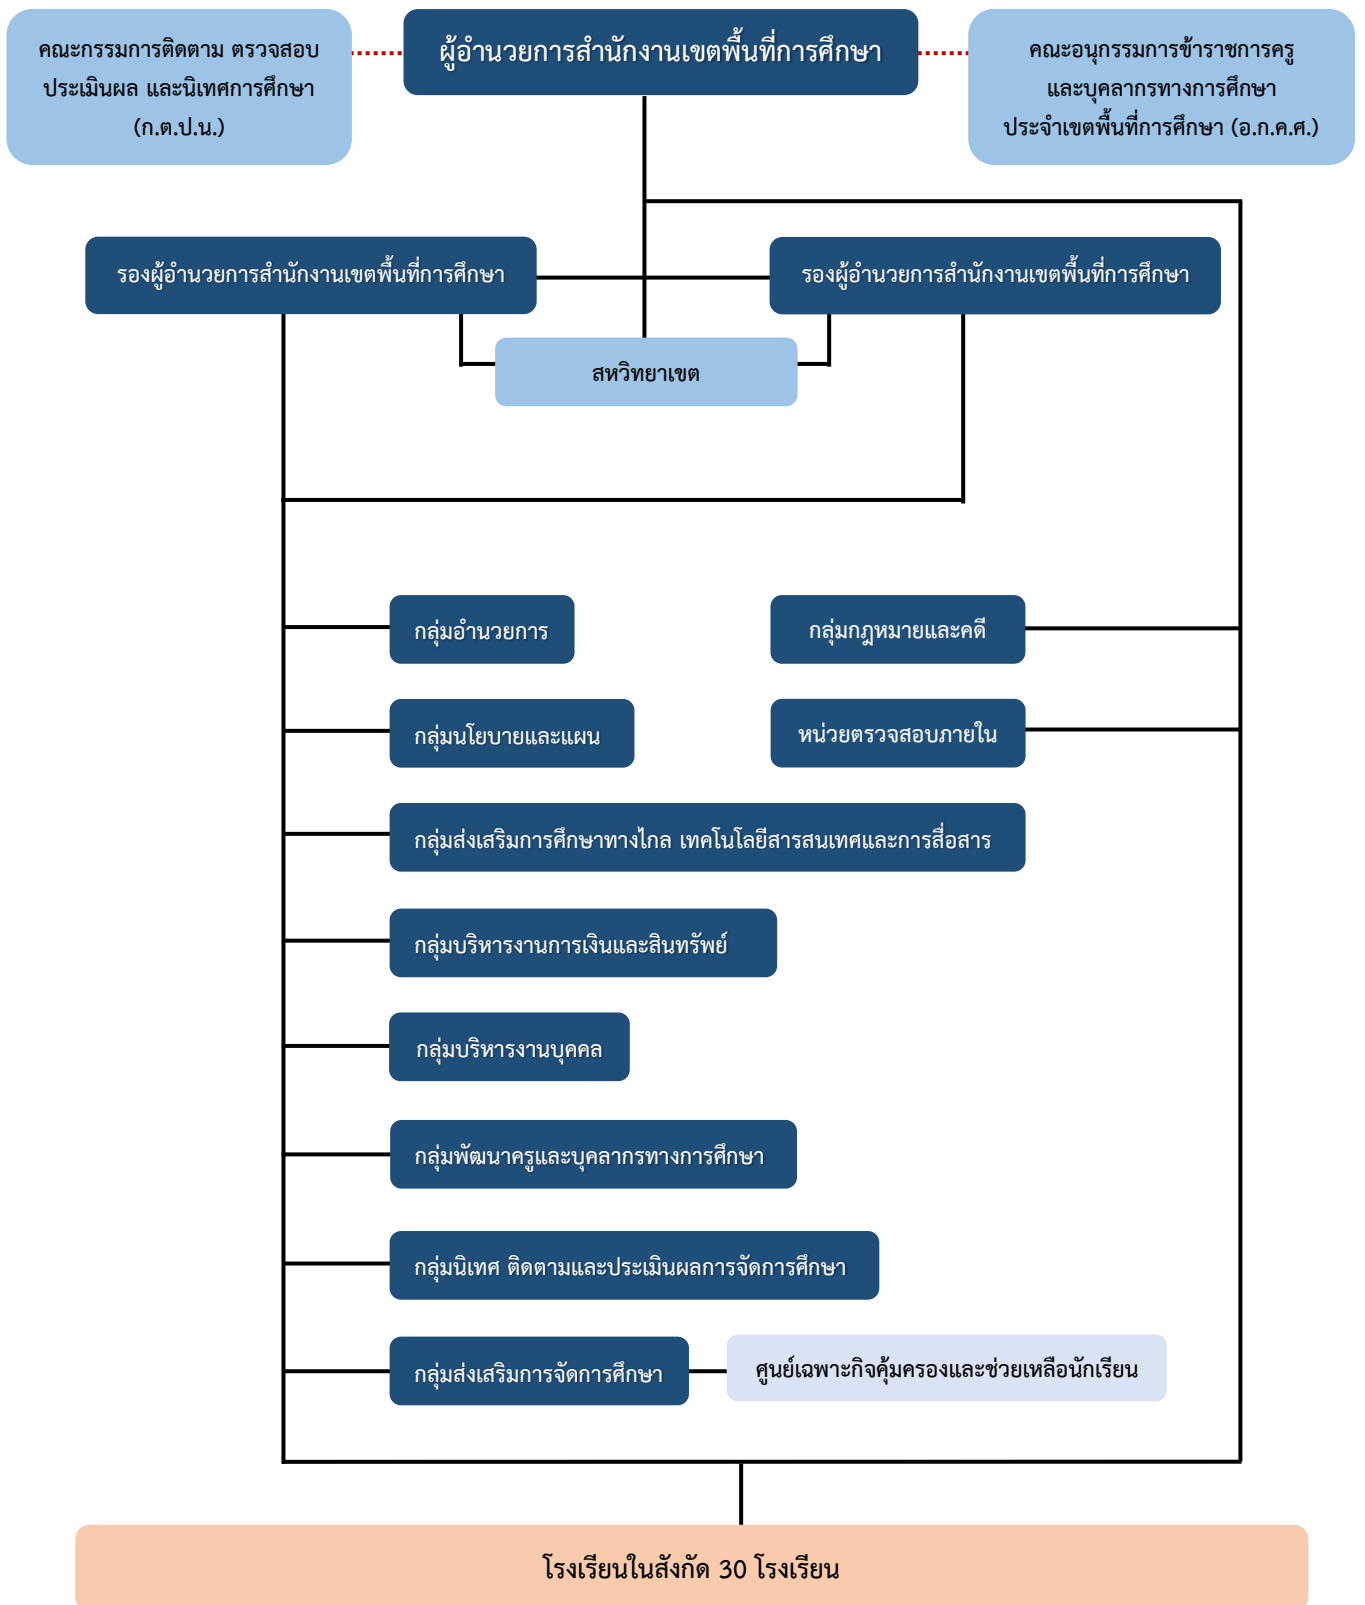 คณะกรรมการติดตาม ตรวจสอบ
ประเมินผล และนิเทศการศึกษา
(ก.ต.ป.น.)
ผู้อำนวยการสำนักงานเขตพื้นที่การศึกษา
คณะอนุกรรมการข้าราชการครู
และบุคลากรทางการศึกษา
ประจำเขตพื้นที่การศึกษา (อ.ก.ค.ศ.)
รองผู้อำนวยการสำนักงานเขตพื้นที่การศึกษา
รองผู้อำนวยการสำนักงานเขตพื้นที่การศึกษา
สหวิทยาเขต
กลุ่มอำนวยการ
กลุ่มกฎหมายและคดี
กลุ่มนโยบายและแผน
หน่วยตรวจสอบภายใน
กลุ่มส่งเสริมการศึกษาทางไกล เทคโนโลยีสารสนเทศและการสื่อสาร
กลุ่มบริหารงานการเงินและสินทรัพย์
กลุ่มบริหารงานบุคคล
กลุ่มพัฒนาครูและบุคลากรทางการศึกษา
กลุ่มนิเทศ ติดตามและประเมินผลการจัดการศึกษา
กลุ่มส่งเสริมการจัดการศึกษา
ศูนย์เฉพาะกิจคุ้มครองและช่วยเหลือนักเรียน
โรงเรียนในสังกัด 30 โรงเรียน